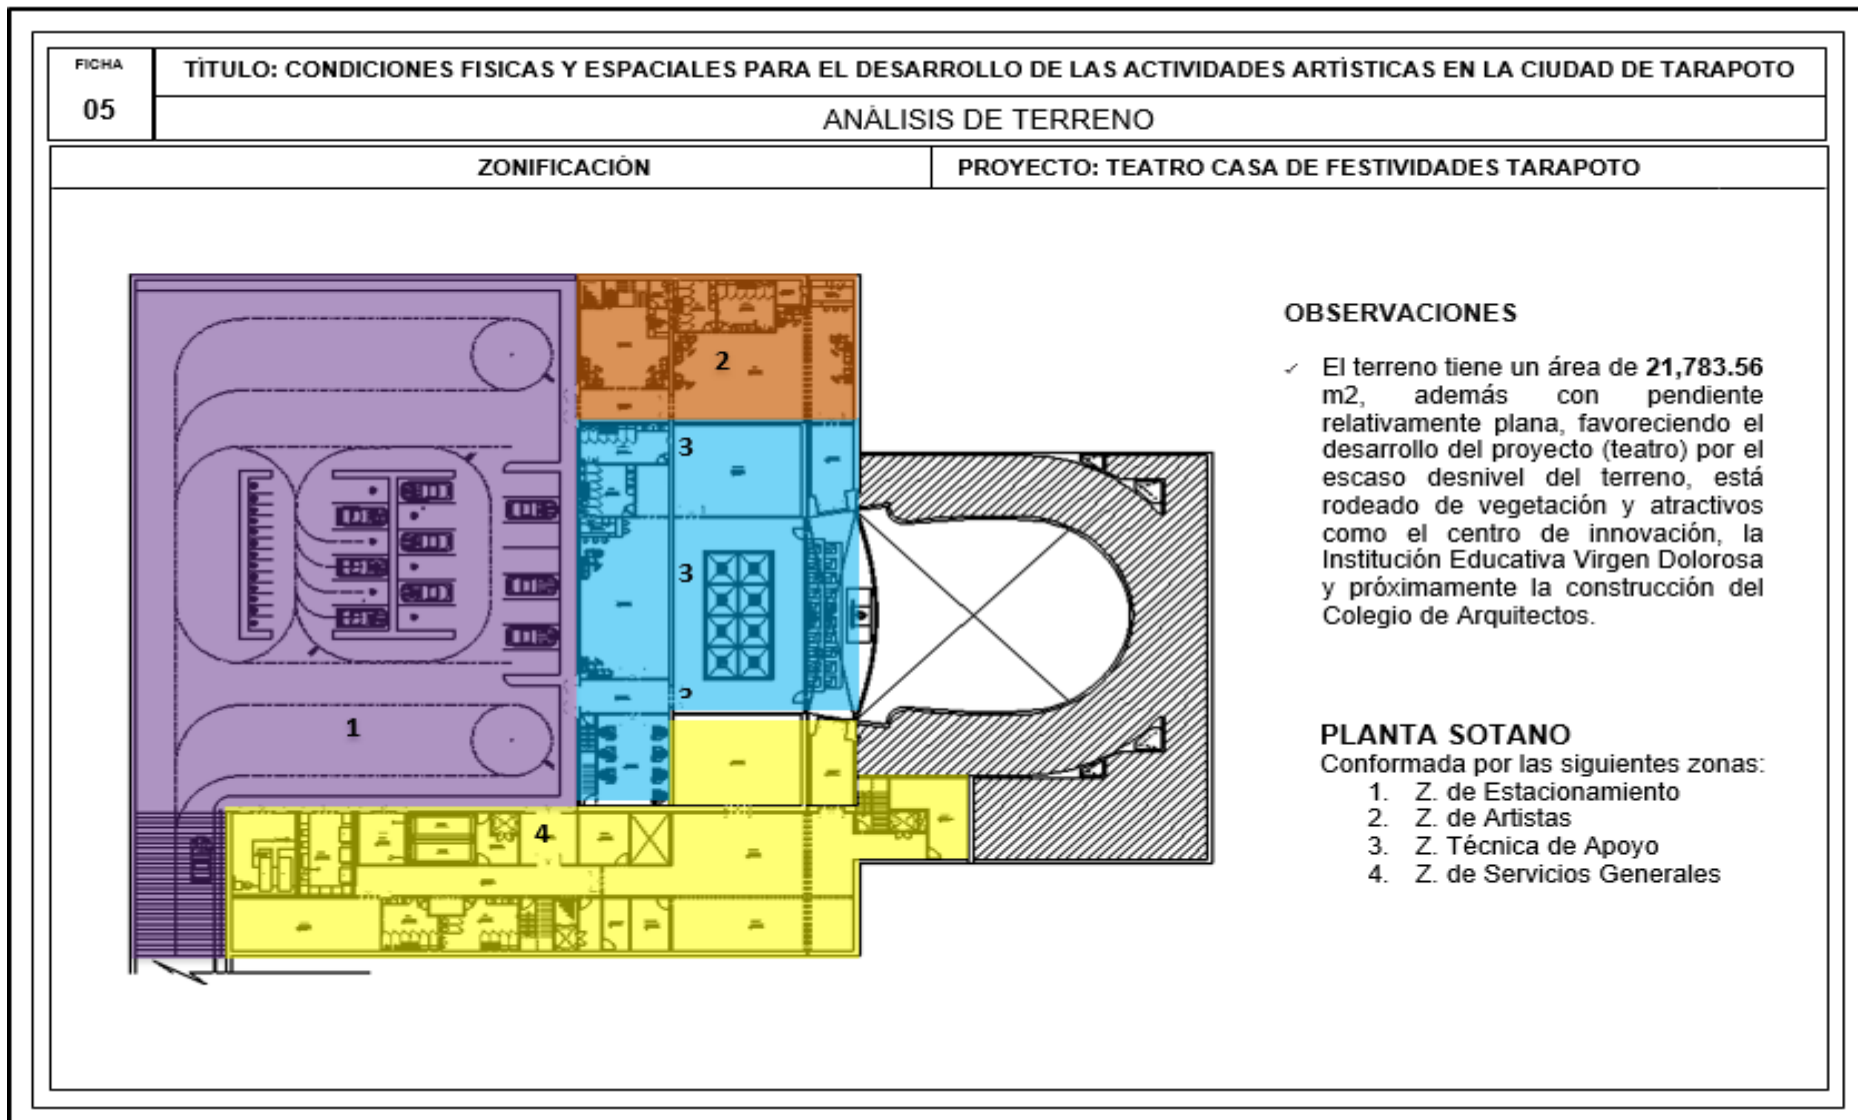 FICHA
05
TÍTULO: CONDICIONES FISICAS Y ESPACIALES PARA EL DESARROLLO DE LAS ACTIVIDADES ARTÍSTICAS EN LA CIUDAD DE TARAPOTO
ANÁLISIS DE TERRENO
ZONIFICACIÓN
PROYECTO: TEATRO CASA DE FESTIVIDADES TARAPOTO
2
3
3
1
4
OBSERVACIONES
✓ El terreno tiene un área de 21,783.56
m2, además con pendiente
relativamente plana, favoreciendo el
desarrollo del proyecto (teatro) por el
escaso desnivel del terreno, está
rodeado de vegetación y atractivos
como el centro de innovación, la
Institución Educativa Virgen Dolorosa
y próximamente la construcción del
Colegio de Arquitectos.
PLANTA SOTANO
Conformada por las siguientes zonas:
1. Z. de Estacionamiento
2. Z. de Artistas
3. Z. Técnica de Apoyo
4. Z. de Servicios Generales